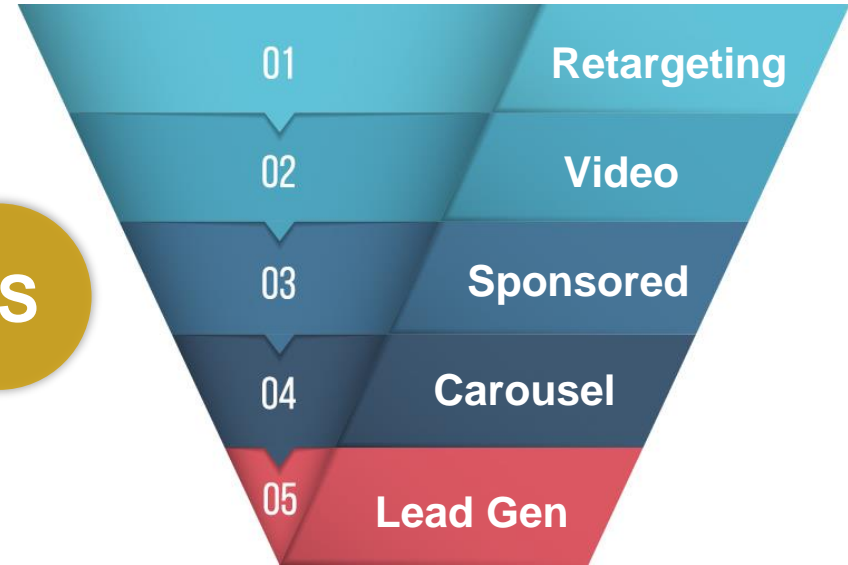 01 Retargeting
02 Video
S
03 Sponsored
04 Carousel
05 Lead Gen